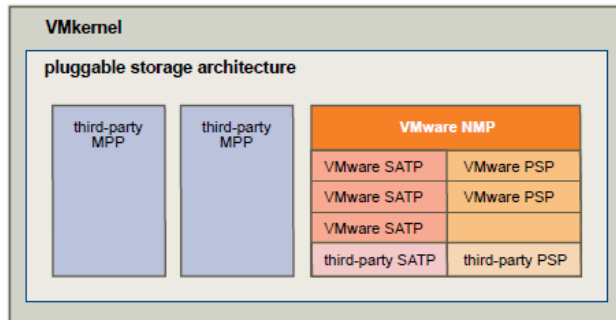 VMkernel
pluggable storage architecture
third-party
MPP
third-party
MPP
VMware NMP
VMware SATP
VMware PSP
VMware SATP
VMware PSP
VMware SATP
third-party SATP
third-party PSP